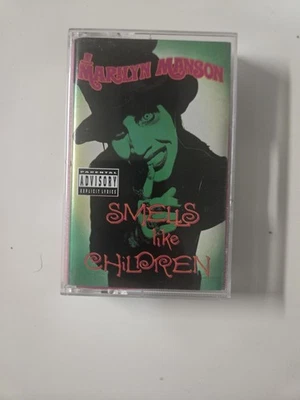 MARILYN MANSON
PARENTAL
ADVISORY
EXPLICIT LYRICS
SMELLS
like
CHiLDREN